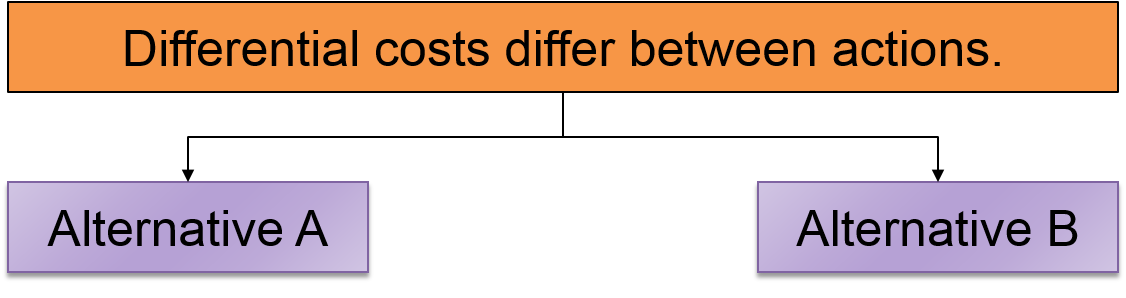 Differential costs differ between actions.
Alternative A
Alternative B